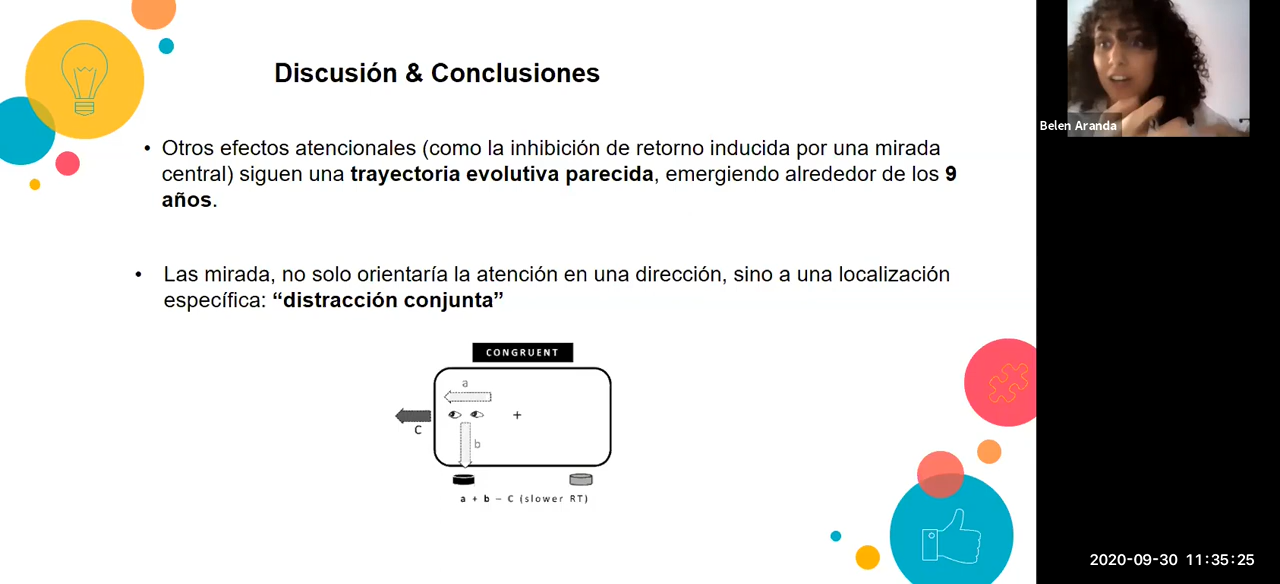 Discusión & Conclusiones
Belen Aranda
• Otros efectos atencionales (como la inhibición de retorno inducida por una mirada
central) siguen una trayectoria evolutiva parecida, emergiendo alrededor de los 9
años.
• Las mirada, no solo orientaría la atención en una dirección, sino a una localización
específica: “distracción conjunta”
CONGRUENT
a
+
C
b
a + b – C (slower RT)
2020-09-30 11:35:25